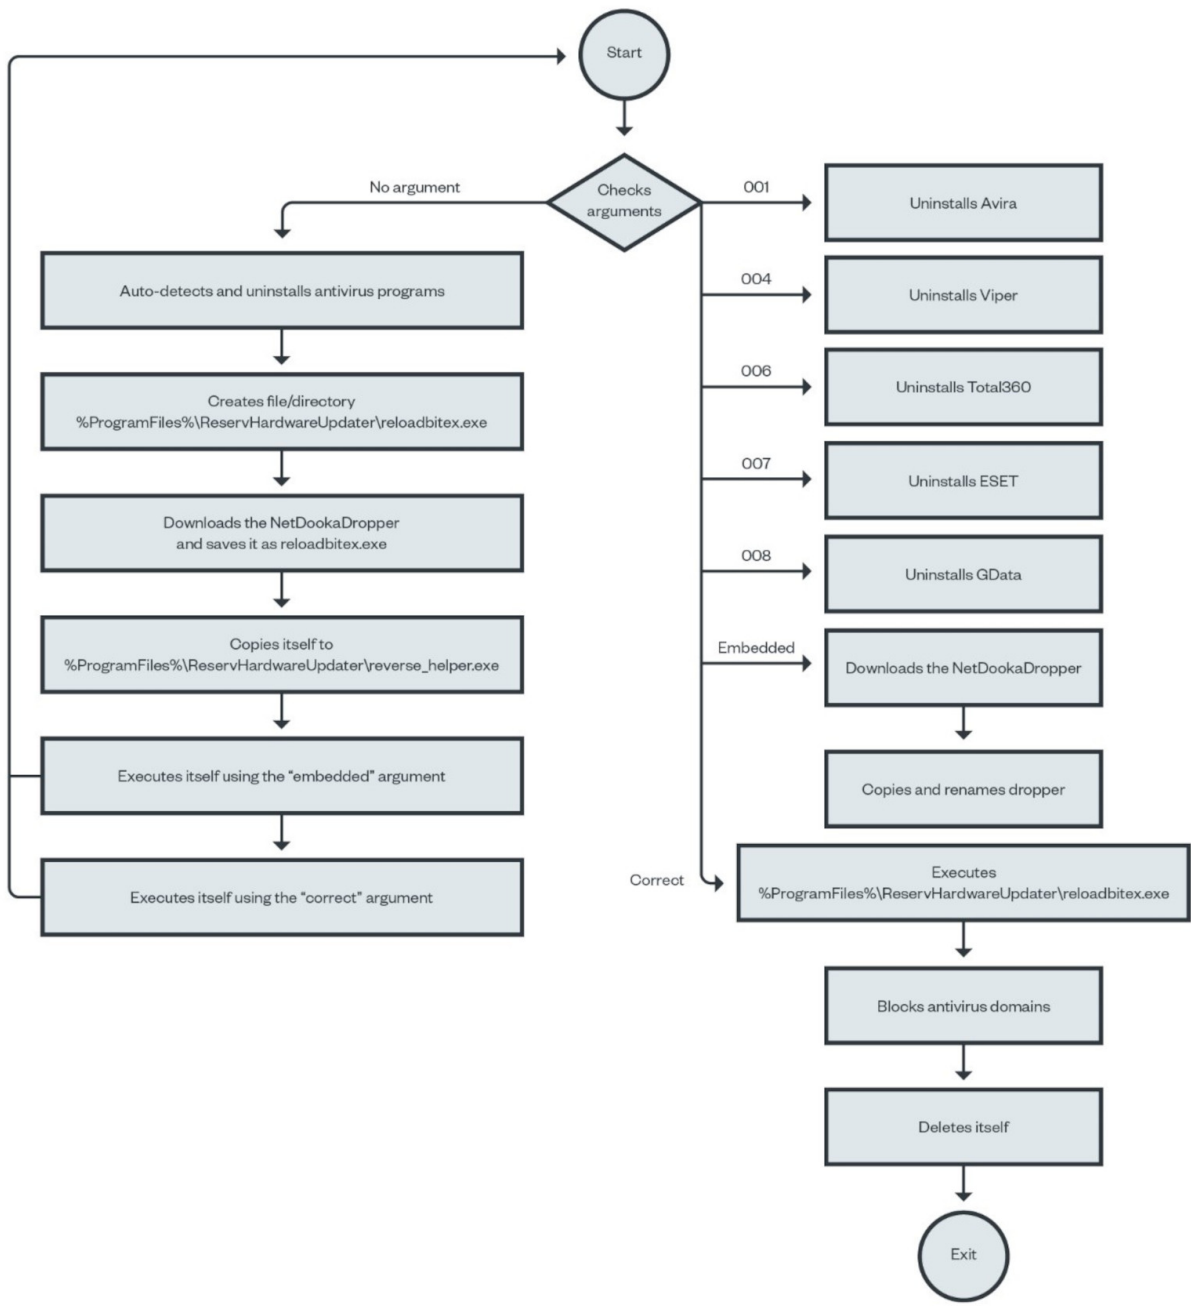 Start
Checks
arguments
No argument
Auto-detects and uninstalls antivirus programs
Creates file/directory
%ProgramFiles%\ReservHardwareUpdater\reloadbitex.exe
Downloads the NetDookaDropper
and saves it as reloadbitex.exe
Copies itself to
%ProgramFiles%\ReservHardwareUpdater\reverse_helper.exe
Executes itself using the “embedded” argument
Executes itself using the “correct” argument
001
Uninstalls Avira
004
Uninstalls Viper
006
Uninstalls Total360
007
Uninstalls ESET
008
Uninstalls GData
Embedded
Downloads the NetDookaDropper
Copies and renames dropper
Correct
Executes
%ProgramFiles%\ReservHardwareUpdater\reloadbitex.exe
Blocks antivirus domains
Deletes itself
Exit